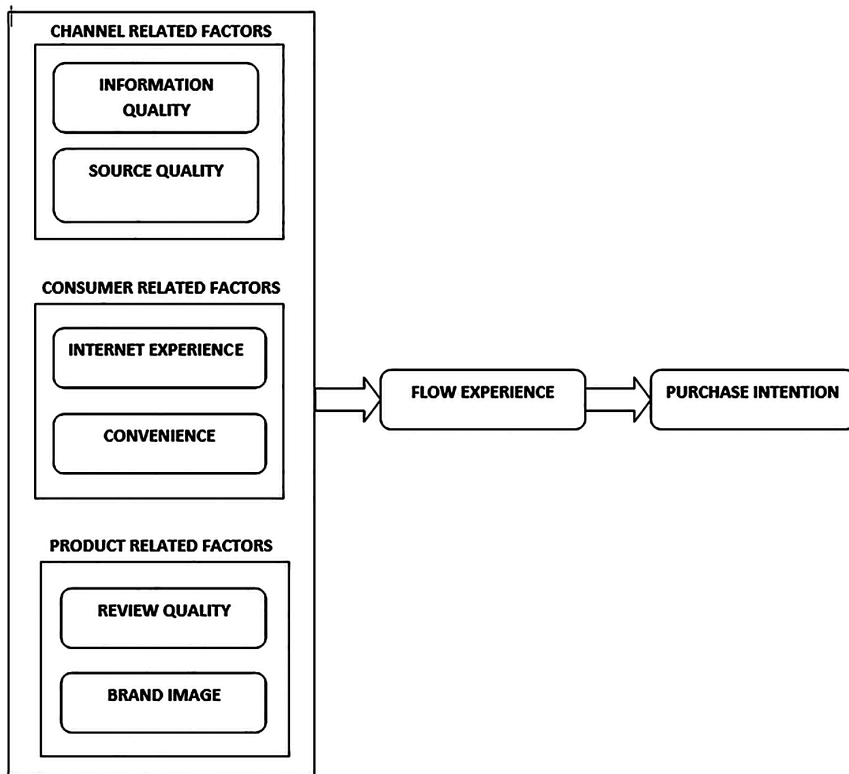 CHANNEL RELATED FACTORS
INFORMATION
QUALITY
SOURCE QUALITY
CONSUMER RELATED FACTORS
INTERNET EXPERIENCE
CONVENIENCE
FLOW EXPERIENCE
PURCHASE INTENTION
PRODUCT RELATED FACTORS
REVIEW QUALITY
BRAND IMAGE